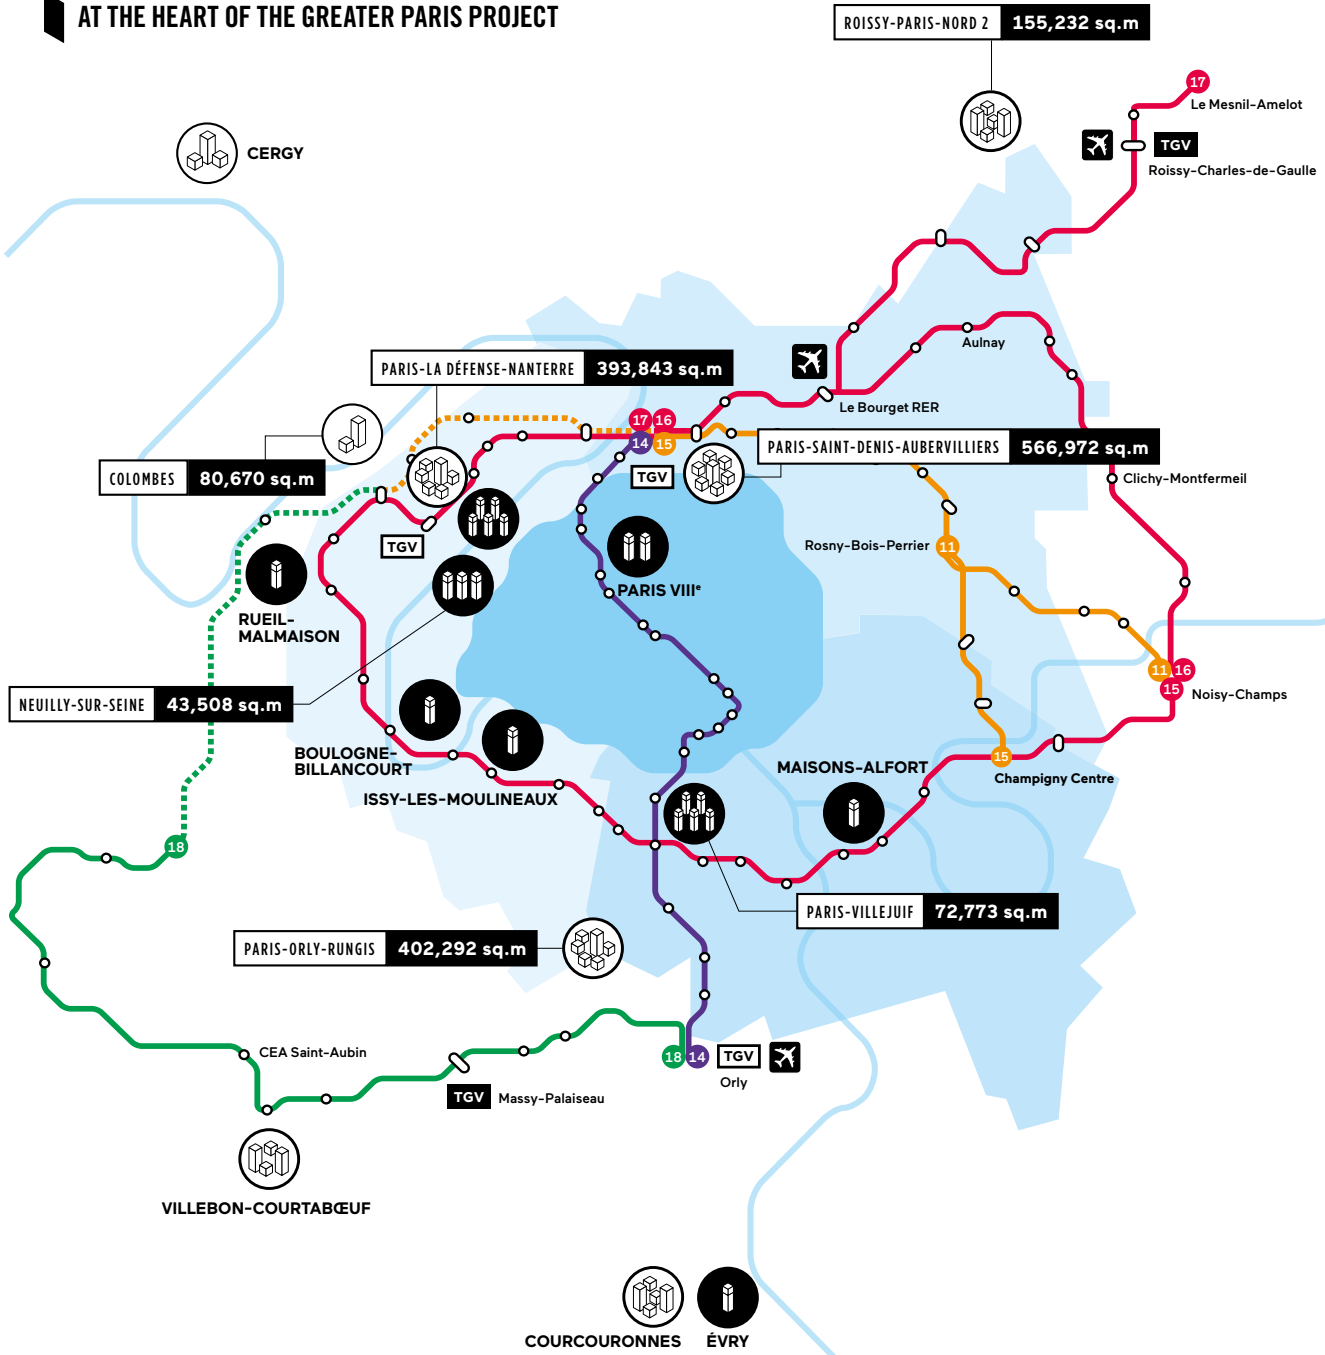 AT THE HEART OF THE GREATER PARIS PROJECT
ROISSY-PARIS-NORD 2 155,232 sq.m
17
Le Mesnil-Amelot
TGV
Roissy-Charles-de-Gaulle
CERGY
Aulnay
PARIS-LA DÉFENSE-NANTERRE 393,843 sq.m
Le Bourget RER
17 16
14 15
PARIS-SAINT-DENIS-AUBERVILLIERS 566,972 sq.m
COLOMBES 80,670 sq.m
TGV
Clichy-Montfermeil
TGV
Rosny-Bois-Perrier 11
PARIS VIIIe
RUEIL-
MALMAISON
11 16
15
Noisy-Champs
NEUILLY-SUR-SEINE 43,508 sq.m
BOULOGNE-
BILLANCOURT
15
MAISONS-ALFORT
Champigny Centre
ISSY-LES-MOULINEAUX
18
PARIS-VILLEJUIF 72,773 sq.m
PARIS-ORLY-RUNGIS 402,292 sq.m
CEA Saint-Aubin
18 14 TGV
Orly
TGV Massy-Palaiseau
VILLEBON-COURTABŒUF
COURCOURONNES ÉVRY